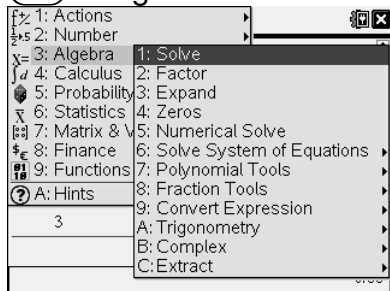 1: Actions
2: Number
3: Algebra
4: Calculus
5: Probability
6: Statistics
7: Matrix & V
8: Finance
9: Functions
A: Hints
3
1: Solve
2: Factor
3: Expand
4: Zeros
5: Numerical Solve
6: Solve System of Equations
7: Polynomial Tools
8: Fraction Tools
9: Convert Expression
A: Trigonometry
B: Complex
C: Extract